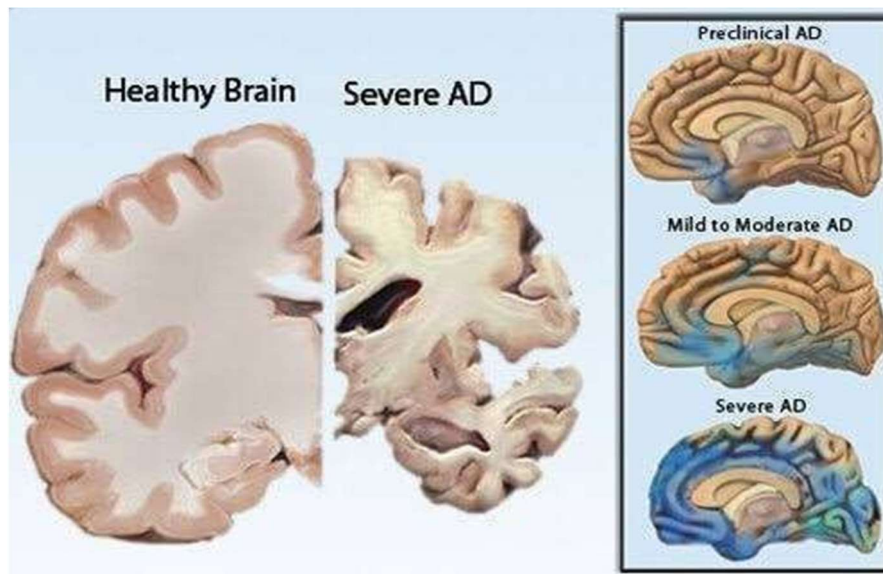 Healthy Brain
Severe AD
Preclinical AD
Mild to Moderate AD
Severe AD